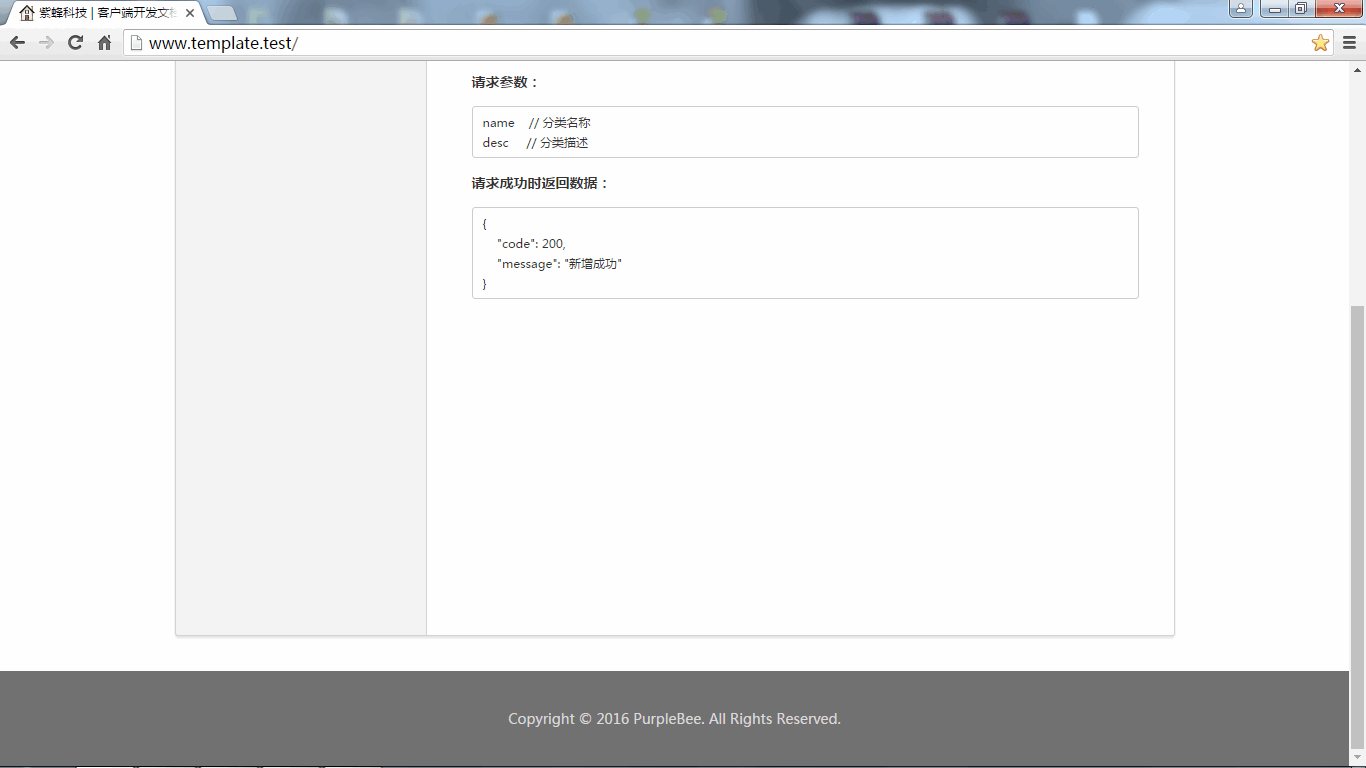 紫蜂科技 | 客户端开发文档
www.template.test/
请求参数：
name // 分类名称
desc // 分类描述
请求成功时返回数据：
{
"code": 200,
"message": "新增成功"
}
Copyright © 2016 PurpleBee. All Rights Reserved.